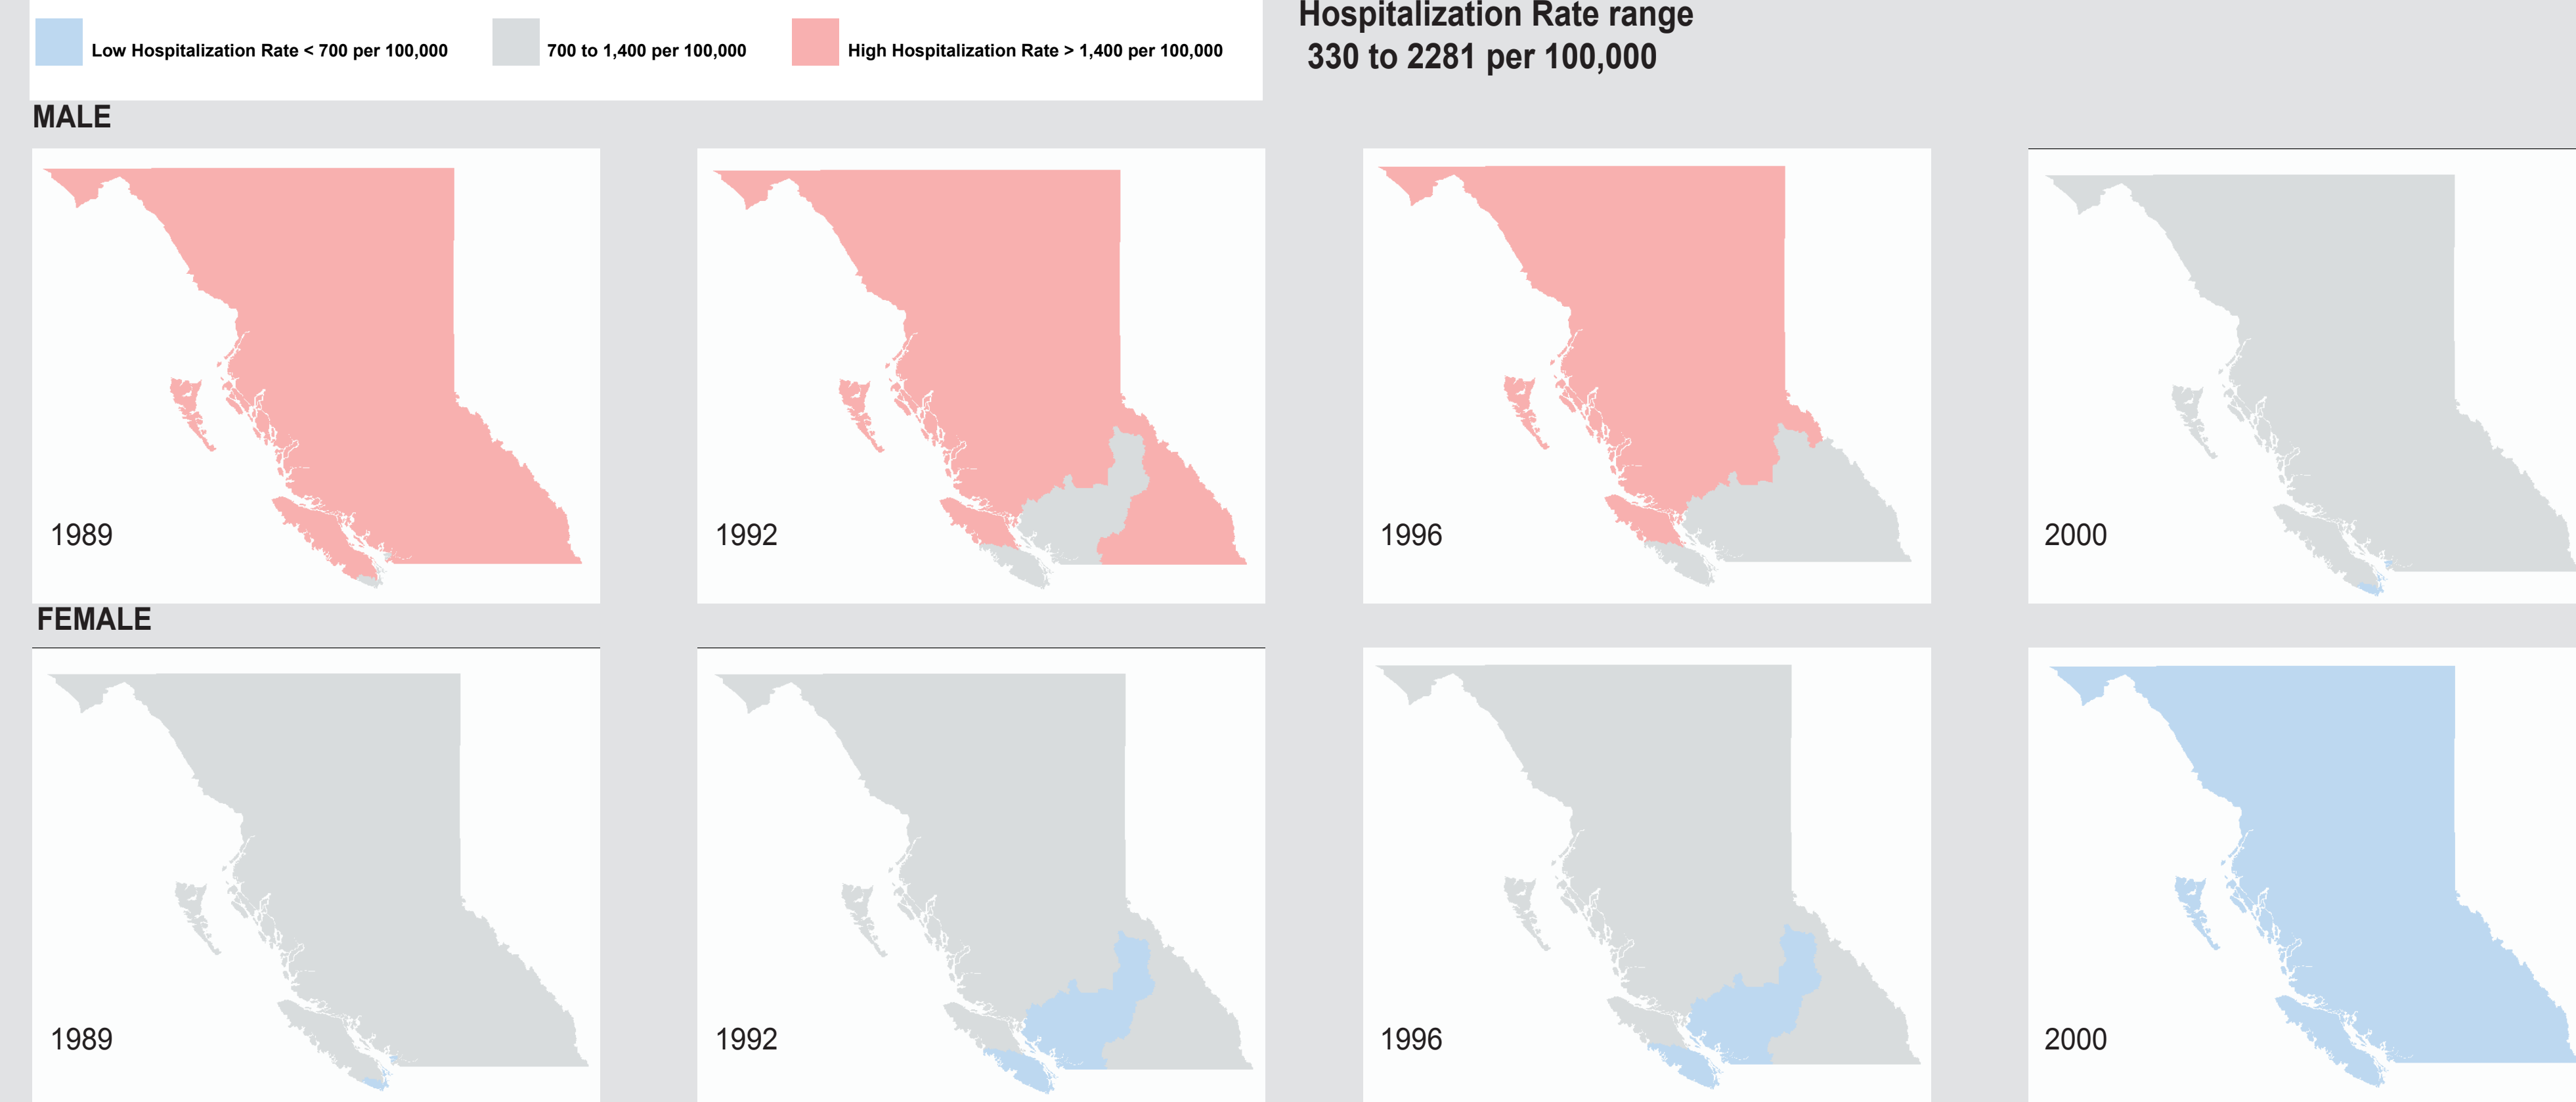 Hospitalization Rate range
330 to 2281 per 100,000
Low Hospitalization Rate < 700 per 100,000
700 to 1,400 per 100,000
High Hospitalization Rate > 1,400 per 100,000
MALE
1989
1992
1996
2000
FEMALE
1989
1992
1996
2000